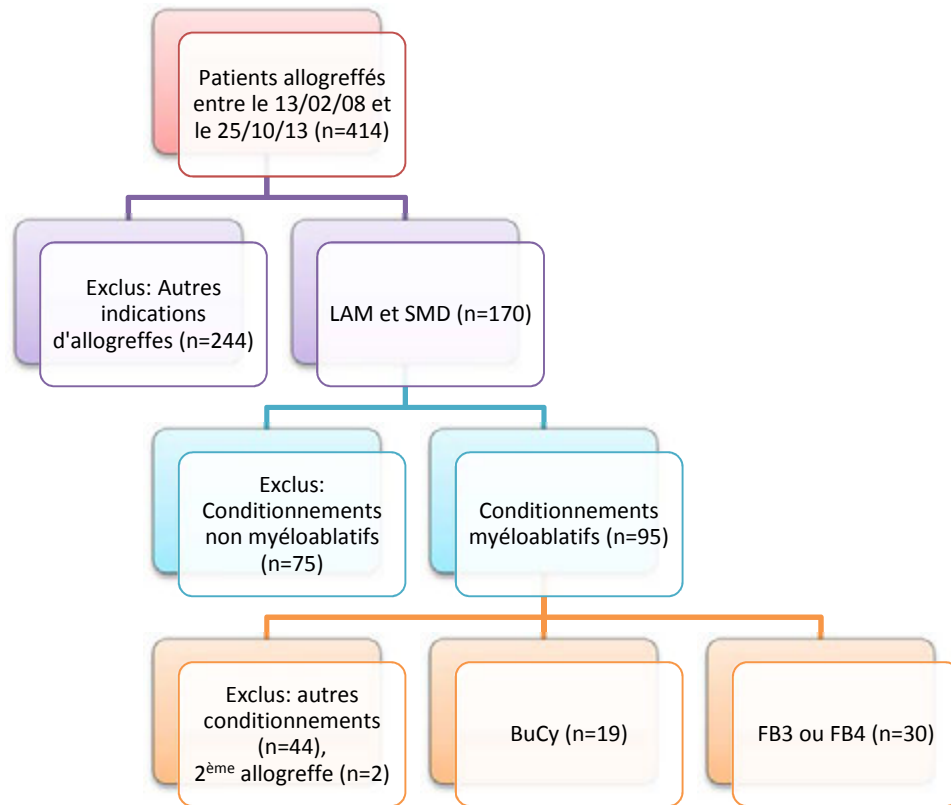 Patients allogreffés
entre le 13/02/08 et
le 25/10/13 (n=414)
Exclus: Autres
indications
d'allogreffes (n=244)
LAM et SMD (n=170)
Exclus:
Conditionnements
non myéloablatifs
(n=75)
Conditionnements
myéloablatifs (n=95)
Exclus: autres
conditionnements
(n=44),
2ème allogreffe (n=2)
BuCy (n=19)
FB3 ou FB4 (n=30)